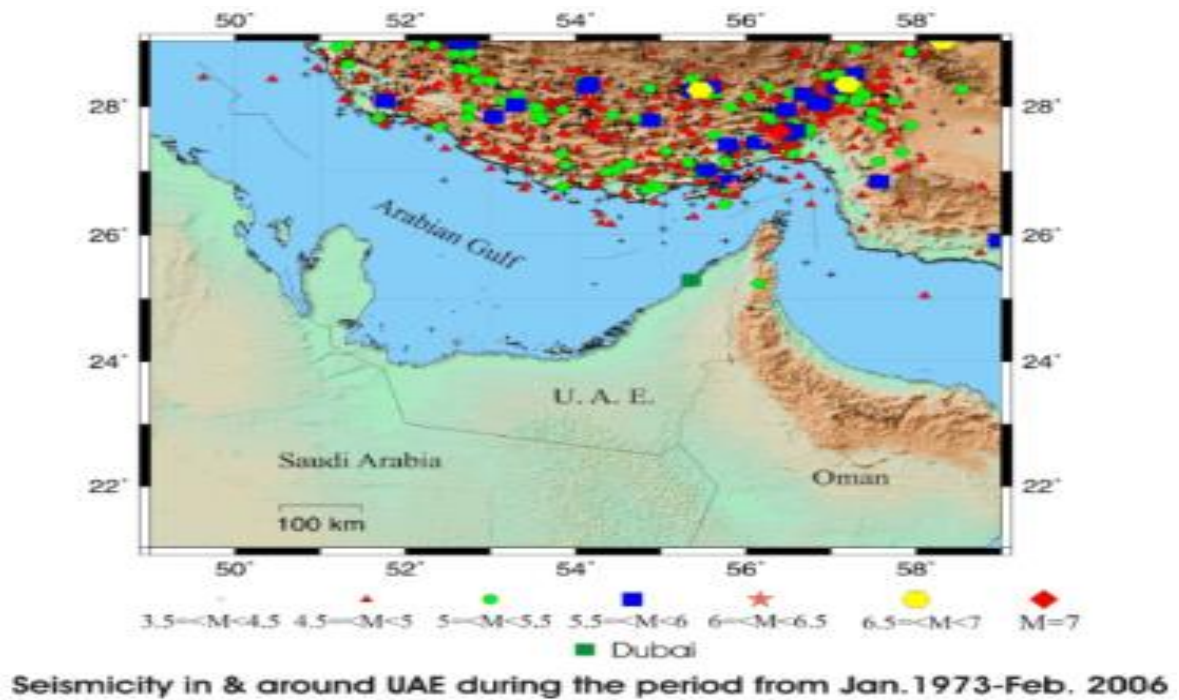 50˚ 52˚ 54˚ 56˚ 58˚
28˚ 28˚
26˚ 26˚
Arabian Gulf
24˚ 24˚
U. A. E.
Saudi Arabia
22˚ Oman 22˚
100 km
50˚ 52˚ 54˚ 56˚ 58˚
3.5=<M<4.5 4.5=<M<5 5=<M<5.5 5.5=<M<6 6=<M<6.5 6.5=<M<7 M=7
Dubai
Seismicity in & around UAE during the period from Jan.1973-Feb. 2006